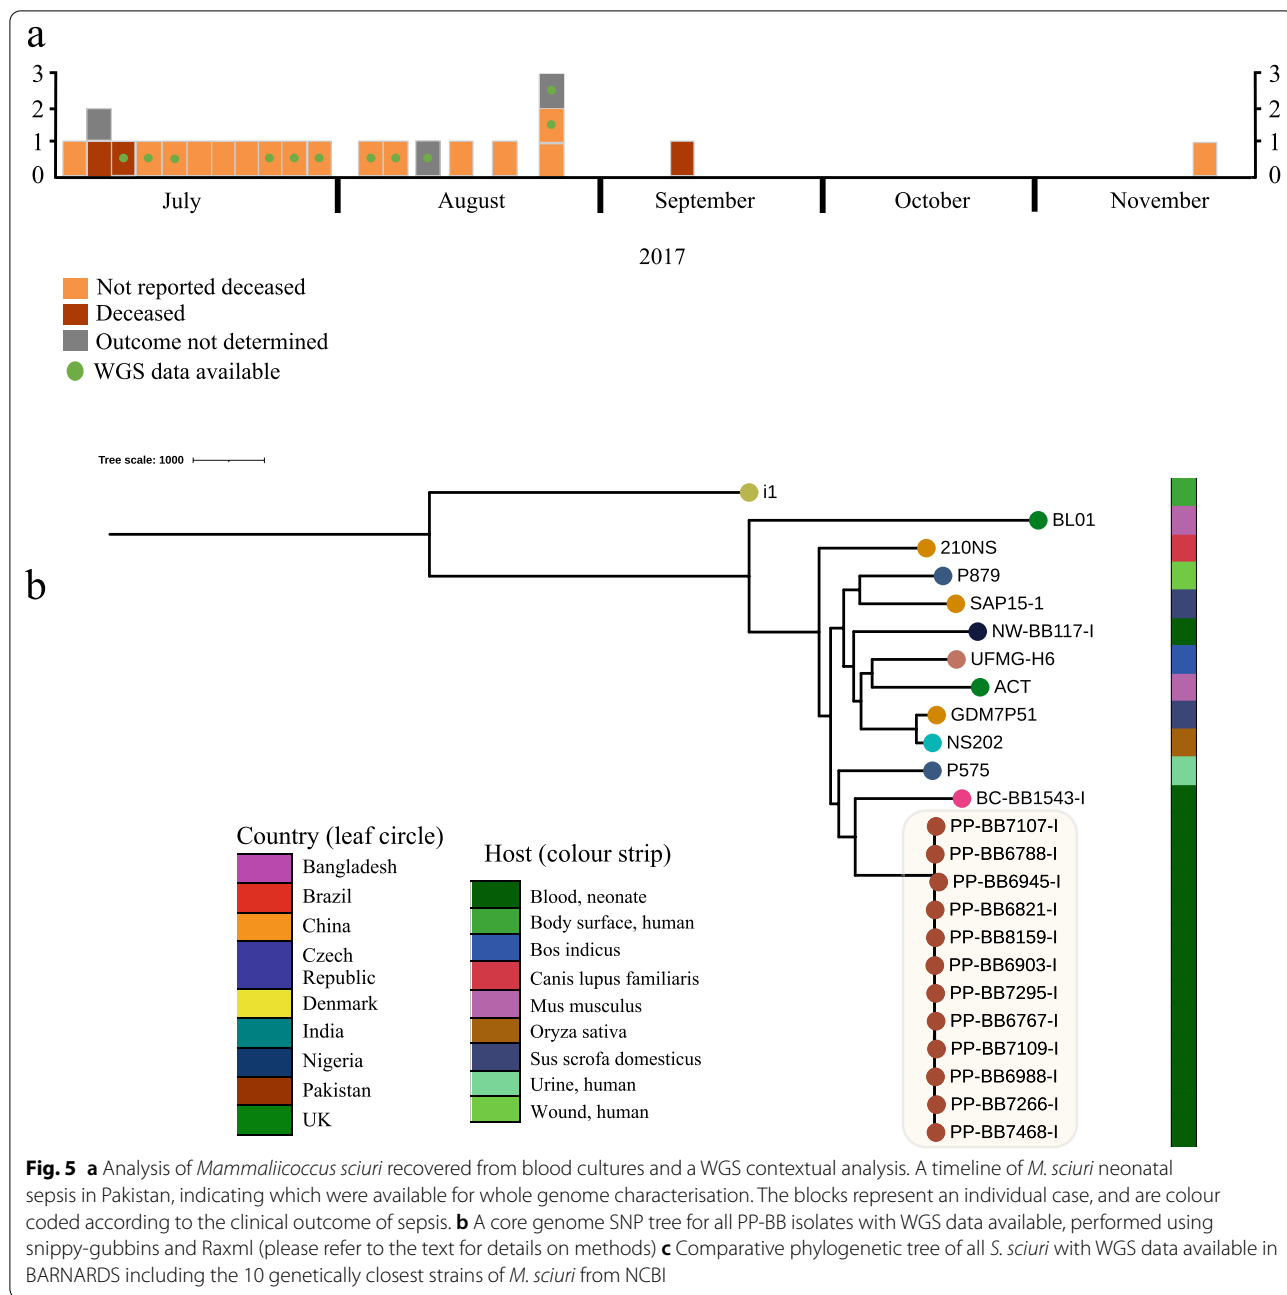 a
3
2
1
0
3
2
1
0
July
August
September
October
November
2017
Not reported deceased
Deceased
Outcome not determined
WGS data available
Tree scale: 1000
b
i1
BL01
210NS
P879
SAP15-1
NW-BB117-I
UFMG-H6
ACT
GDM7P51
NS202
P575
BC-BB1543-I
PP-BB7107-I
PP-BB6788-I
PP-BB6945-I
PP-BB6821-I
PP-BB8159-I
PP-BB6903-I
PP-BB7295-I
PP-BB6767-I
PP-BB7109-I
PP-BB6988-I
PP-BB7266-I
PP-BB7468-I
Country (leaf circle)
Bangladesh
Brazil
China
Czech
Republic
Denmark
India
Nigeria
Pakistan
UK
Host (colour strip)
Blood, neonate
Body surface, human
Bos indicus
Canis lupus familiaris
Mus musculus
Oryza sativa
Sus scrofa domesticus
Urine, human
Wound, human
Fig. 5 a Analysis of Mammaliicoccus sciuri recovered from blood cultures and a WGS contextual analysis. A timeline of M. sciuri neonatal
sepsis in Pakistan, indicating which were available for whole genome characterisation. The blocks represent an individual case, and are colour
coded according to the clinical outcome of sepsis. b A core genome SNP tree for all PP-BB isolates with WGS data available, performed using
snippy-gubbins and Raxml (please refer to the text for details on methods) c Comparative phylogenetic tree of all S. sciuri with WGS data available in
BARNARDS including the 10 genetically closest strains of M. sciuri from NCBI